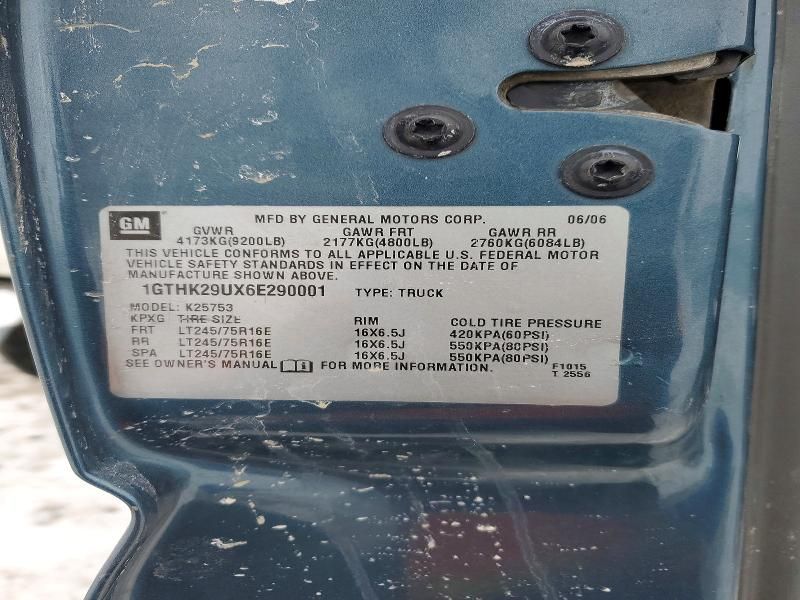 GM MFD BY GENERAL MOTORS CORP. 06/06
GVWR GAWR FRT GAWR RR
4173KG(9200LB) 2177KG(4800LB) 2760KG(6084LB)
THIS VEHICLE CONFORMS TO ALL APPLICABLE U.S. FEDERAL MOTOR
VEHICLE SAFETY STANDARDS IN EFFECT ON THE DATE OF
MANUFACTURE SHOWN ABOVE.
1GTHK29UX6E290001 TYPE: TRUCK
MODEL: K25753
KPXG TIRE SIZE RIM COLD TIRE PRESSURE
FRT LT245/75R16E 16X6.5J 420KPA(60PSI)
RR LT245/75R16E 16X6.5J 550KPA(80PSI)
SPA LT245/75R16E 16X6.5J 550KPA(80PSI)
SEE OWNER'S MANUAL FOR MORE INFORMATION. F1015
T 2556